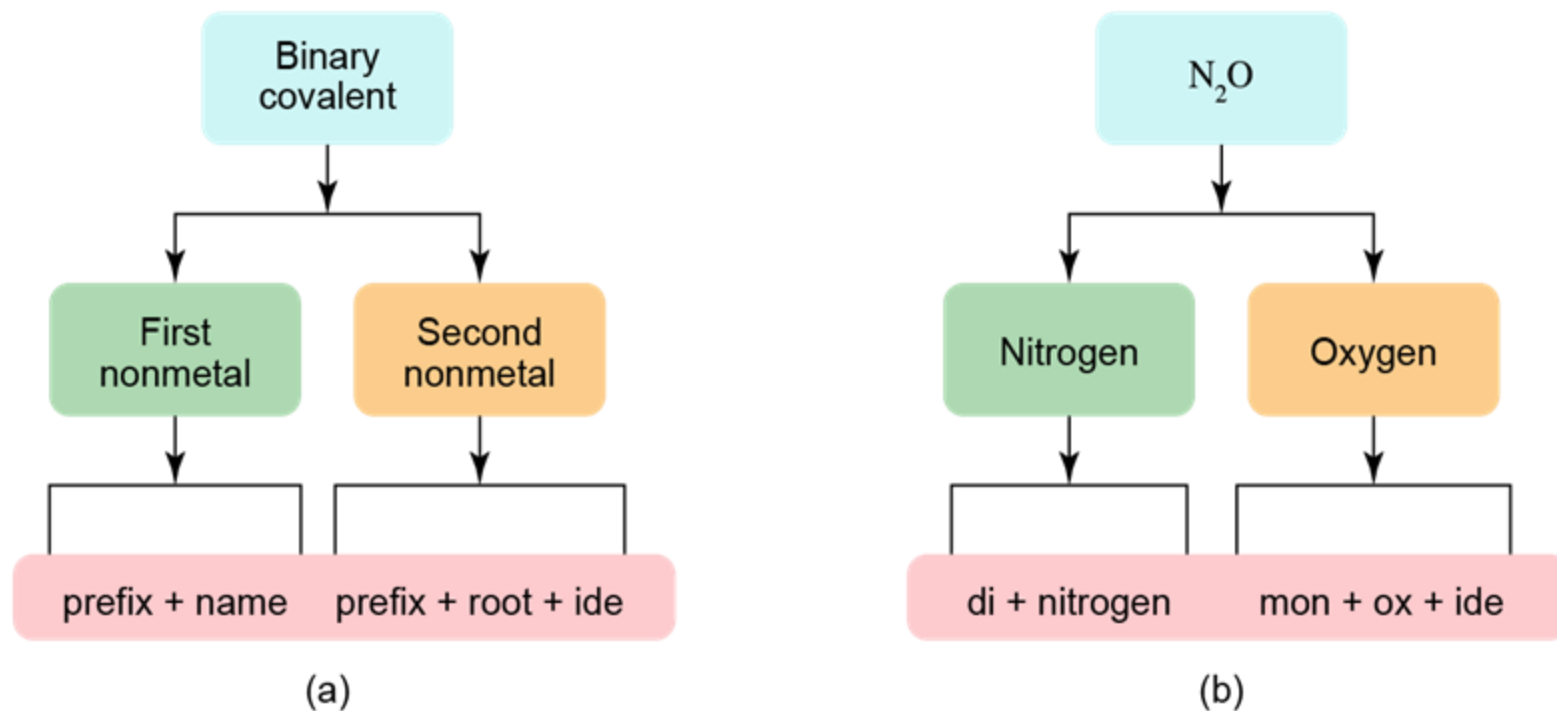 Binary
covalent
First
nonmetal
Second
nonmetal
prefix + name
prefix + root + ide
(a)
N₂O
Nitrogen
Oxygen
di + nitrogen
mon + ox + ide
(b)